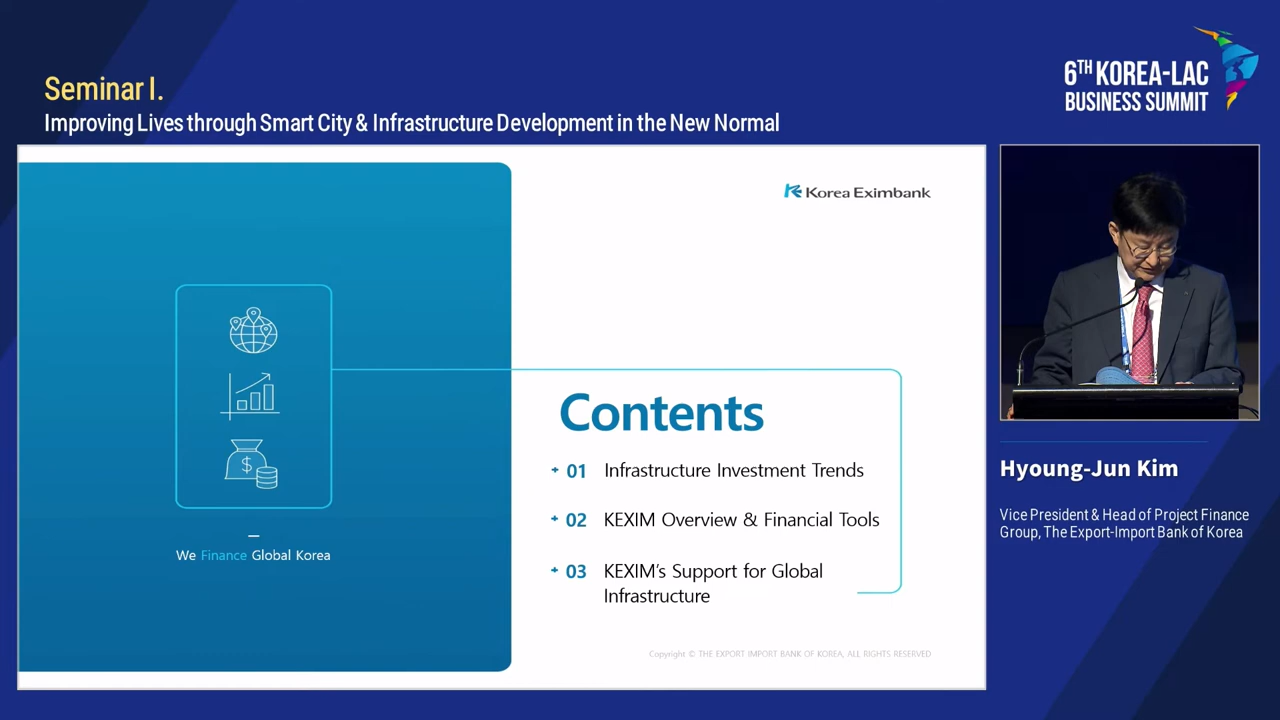 Seminar I.
Improving Lives through Smart City & Infrastructure Development in the New Normal
6TH KOREA-LAC
BUSINESS SUMMIT
Korea Eximbank
$
We Finance Global Korea
Contents
01 Infrastructure Investment Trends
02 KEXIM Overview & Financial Tools
03 KEXIM's Support for Global
Infrastructure
Copyright © THE EXPORT IMPORT BANK OF KOREA, ALL RIGHTS RESERVED
Hyoung-Jun Kim
Vice President & Head of Project Finance
Group, The Export-Import Bank of Korea